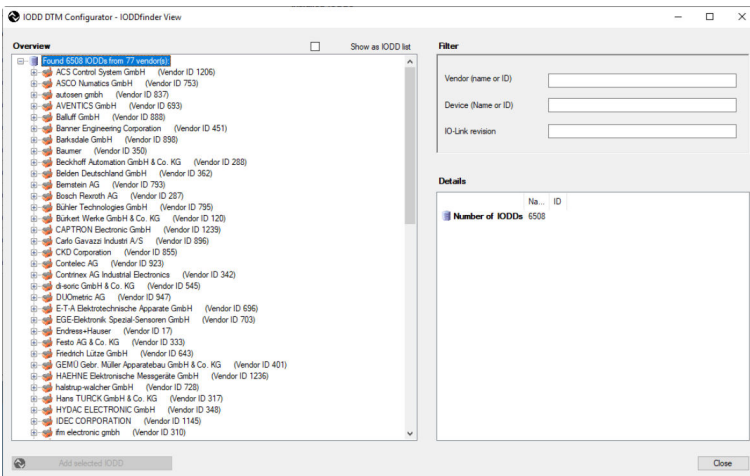 IODD DTM Configurator - IODDfinder View
Overview
Show as IODD list
Found 6508 IODDs from 77 vendor(s):
ACS Control System GmbH (Vendor ID 1206)
ASCO Numatics GmbH (Vendor ID 753)
autosen gmbh (Vendor ID 837)
AVENTICS GmbH (Vendor ID 693)
Balluff GmbH (Vendor ID 888)
Banner Engineering Corporation (Vendor ID 451)
Barksdale GmbH (Vendor ID 898)
Baumer (Vendor ID 350)
Beckhoff Automation GmbH & Co. KG (Vendor ID 288)
Belden Deutschland GmbH (Vendor ID 362)
Bernstein AG (Vendor ID 793)
Bosch Rexroth AG (Vendor ID 287)
Bühler Technologies GmbH (Vendor ID 795)
Bürkert Werke GmbH & Co. KG (Vendor ID 120)
CAPTRON Electronic GmbH (Vendor ID 1239)
Carlo Gavazzi Industri A/S (Vendor ID 896)
CKD Corporation (Vendor ID 855)
Contelec AG (Vendor ID 923)
Contrinex AG Industrial Electronics (Vendor ID 342)
di-soric GmbH & Co. KG (Vendor ID 545)
DUOmetric AG (Vendor ID 947)
E-T-A Elektrotechnische Apparate GmbH (Vendor ID 696)
EGE-Elektronik Spezial-Sensoren GmbH (Vendor ID 703)
Endress+Hauser (Vendor ID 17)
Festo AG & Co. KG (Vendor ID 333)
Friedrich Lütze GmbH (Vendor ID 643)
GEMÜ Gebr. Müller Apparatebau GmbH & Co. KG (Vendor ID 401)
HAEHNE Elektronische Messgeräte GmbH (Vendor ID 1236)
halstrup-walcher GmbH (Vendor ID 728)
Hans TURCK GmbH & Co. KG (Vendor ID 317)
HYDAC ELECTRONIC GmbH (Vendor ID 348)
IDEC CORPORATION (Vendor ID 1145)
ifm electronic gmbh (Vendor ID 310)
Add selected IODD
Filter
Vendor (name or ID)
Device (Name or ID)
IO-Link revision
Details
Na... ID
Number of IODDs 6508
Close